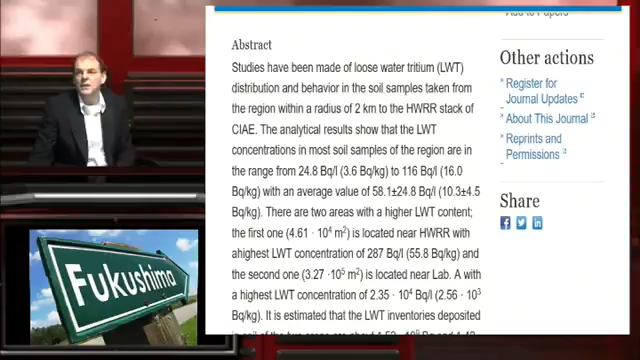 Add to Papers
Abstract
Studies have been made of loose water tritium (LWT)
distribution and behavior in the soil samples taken from
the region within a radius of 2 km to the HWRR stack of
CIAE. The analytical results show that the LWT
concentrations in most soil samples of the region are in
the range from 24.8 Bq/l (3.6 Bq/kg) to 116 Bq/l (16.0
Bq/kg) with an average value of 58.1±24.8 Bq/l (10.3±4.5
Bq/kg). There are two areas with a higher LWT content;
the first one (4.61 · 10⁴ m²) is located near HWRR with
ahighest LWT concentration of 287 Bq/l (55.8 Bq/kg) and
the second one (3.27 ·10⁵ m²) is located near Lab. A with
a highest LWT concentration of 2.35 · 10⁴ Bq/l (2.56 · 10³
Bq/kg). It is estimated that the LWT inventories deposited
in soil of the two areas are about
Other actions
Register for
Journal Updates
About This Journal
Reprints and
Permissions
Share
Fukushima